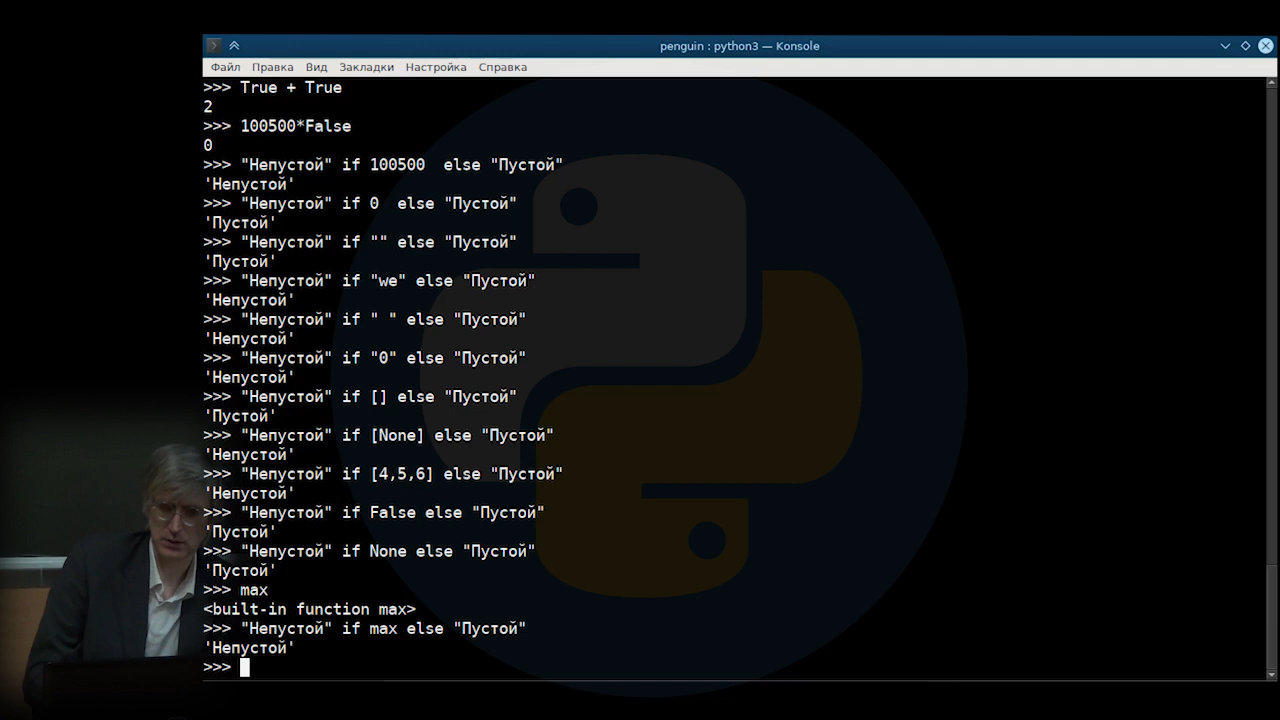 penguin : python3 — Konsole
Файл Правка Вид Закладки Настройка Справка
>>> True + True
2
>>> 100500*False
0
>>> "Непустой" if 100500  else "Пустой"
'Непустой'
>>> "Непустой" if 0  else "Пустой"
'Пустой'
>>> "Непустой" if "" else "Пустой"
'Пустой'
>>> "Непустой" if "we" else "Пустой"
'Непустой'
>>> "Непустой" if " " else "Пустой"
'Непустой'
>>> "Непустой" if "0" else "Пустой"
'Непустой'
>>> "Непустой" if [] else "Пустой"
'Пустой'
>>> "Непустой" if [None] else "Пустой"
'Непустой'
>>> "Непустой" if [4,5,6] else "Пустой"
'Непустой'
>>> "Непустой" if False else "Пустой"
'Пустой'
>>> "Непустой" if None else "Пустой"
'Пустой'
>>> max
<built-in function max>
>>> "Непустой" if max else "Пустой"
'Непустой'
>>>